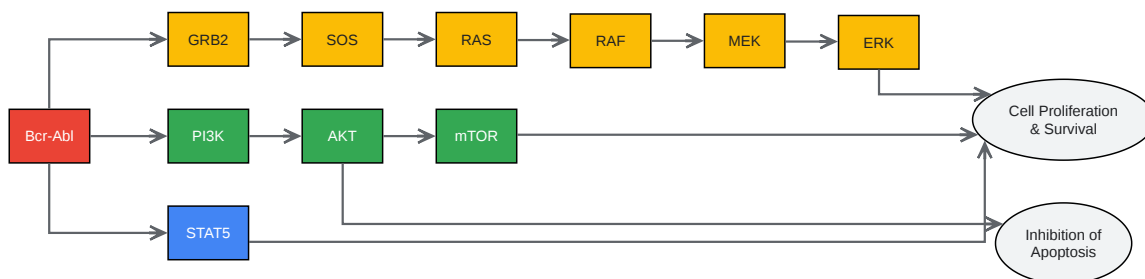 GRB2
SOS
RAS
RAF
MEK
ERK
Bcr-Abl
PI3K
AKT
mTOR
Cell Proliferation
& Survival
STAT5
Inhibition of
Apoptosis